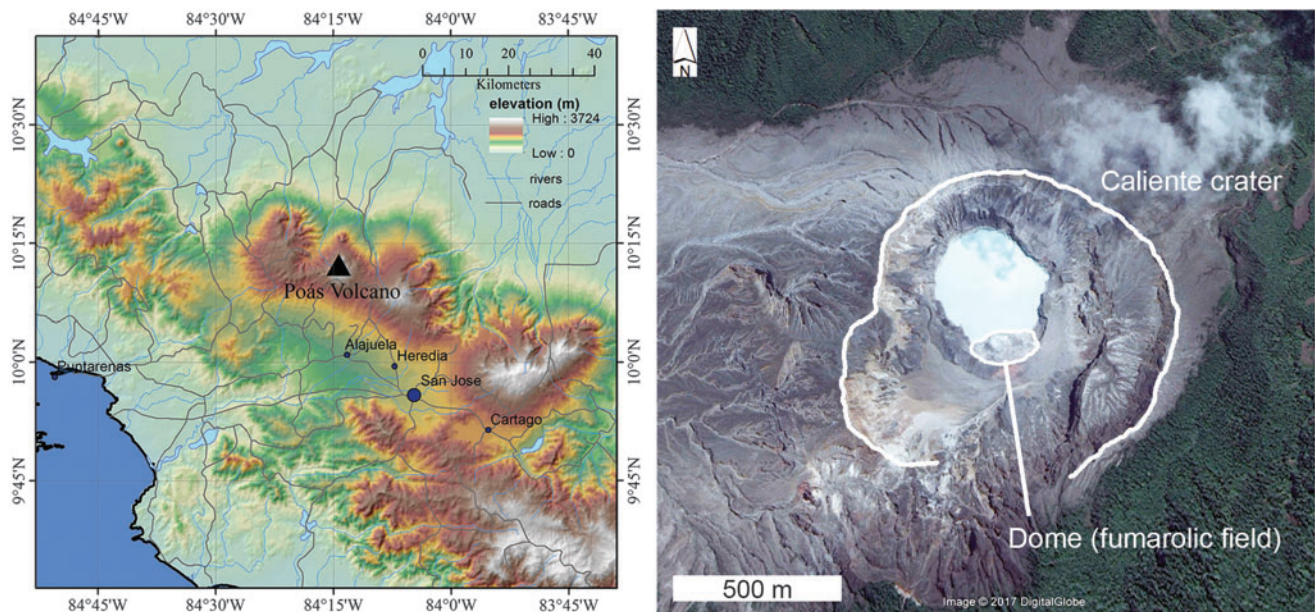 84°45'W 84°30'W 84°15'W 84°0'W 83°45'W
0 10 20 40
Kilometers
elevation (m)
High : 3724
Low : 0
rivers
roads
10°30'N
10°15'N
10°0'N
9°45'N
10°30'N
10°15'N
10°0'N
9°45'N
Poás Volcano
Alajuela
Heredia
San Jose
Puntarenas
Cartago
84°45'W 84°30'W 84°15'W 84°0'W 83°45'W
N
Caliente crater
Dome (fumarolic field)
500 m
Image © 2017 DigitalGlobe